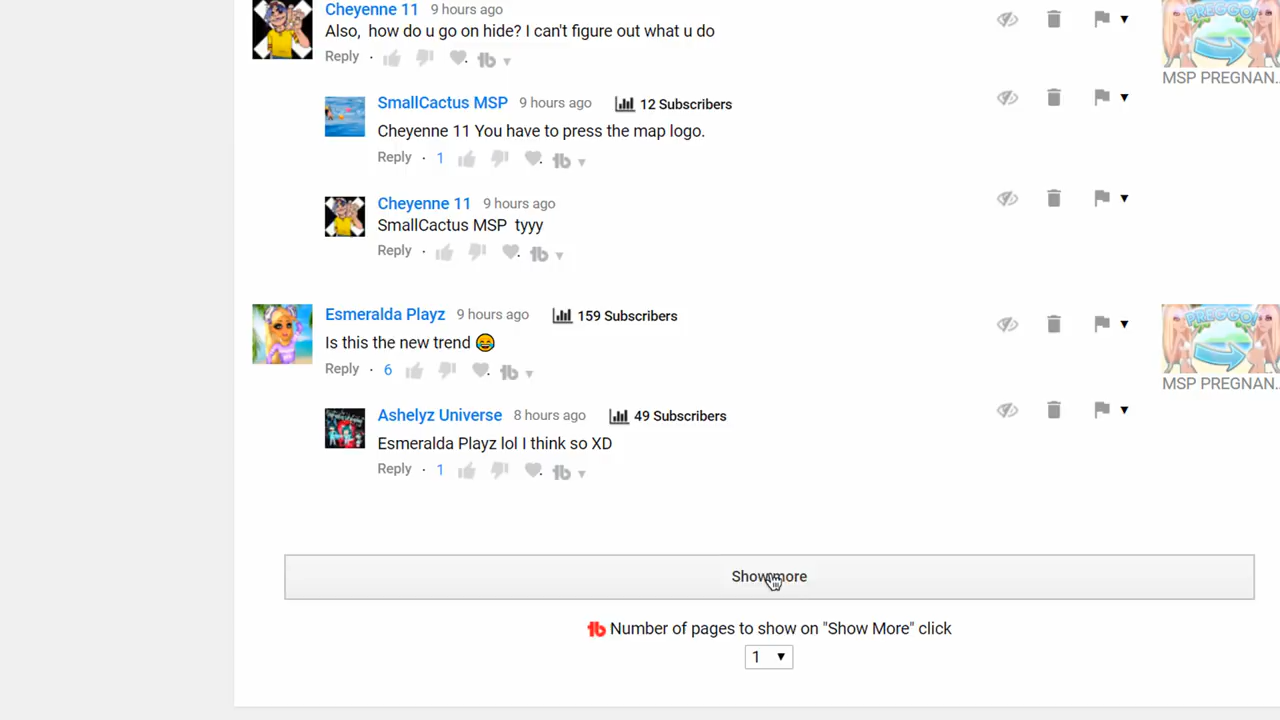 Cheyenne 11 9 hours ago
Also, how do u go on hide? I can't figure out what u do
Reply ·
PREGGO!
MSP PREGNAN...
SmallCactus MSP 9 hours ago 12 Subscribers
Cheyenne 11 You have to press the map logo.
Reply · 1
Cheyenne 11 9 hours ago
SmallCactus MSP tyyy
Reply ·
Esmeralda Playz 9 hours ago 159 Subscribers
Is this the new trend 😂
Reply · 6
PREGGO!
MSP PREGNAN...
Ashelyz Universe 8 hours ago 49 Subscribers
Esmeralda Playz lol I think so XD
Reply · 1
Show more
Number of pages to show on "Show More" click
1